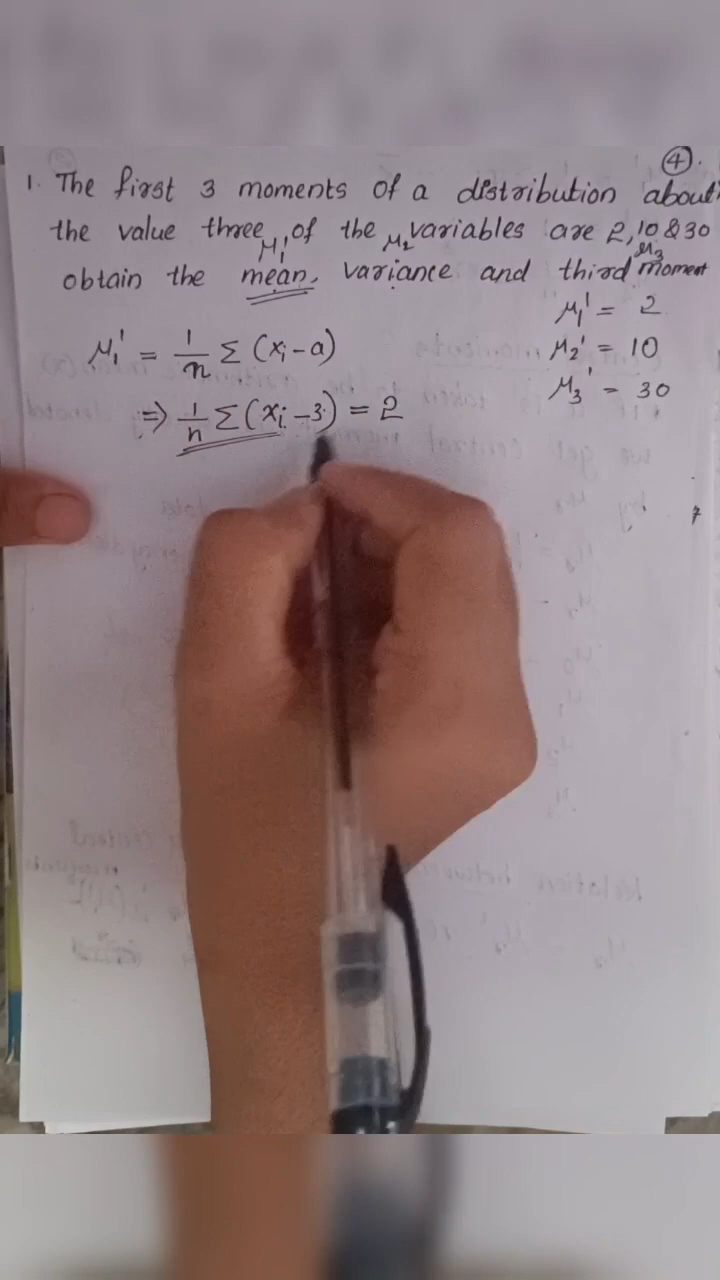 ④.
1. The first 3 moments of a distribution about
the value three of the variables are 2,10 & 30
μ₁' μ₂ μ₃
obtain the mean, variance and third moment
μ₁' = 2
μ₂' = 10
μ₃' = 30
μ₁' = 1/n Σ (xᵢ - a)
⇒ 1/n Σ(xᵢ - 3) = 2